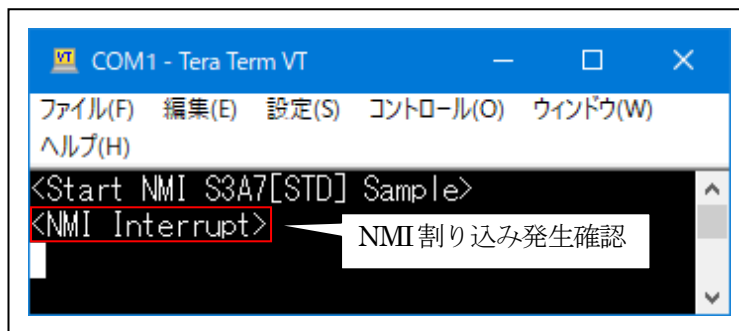 COM1 - Tera Term VT
ファイル(F) 編集(E) 設定(S) コントロール(O) ウィンドウ(W)
ヘルプ(H)
<Start NMI S3A7[STD] Sample>
<NMI Interrupt>
NMI割り込み発生確認